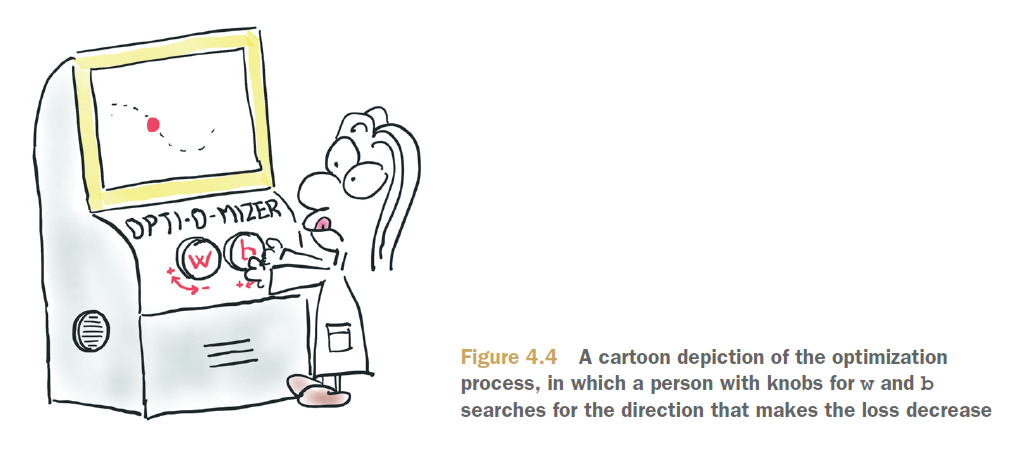 OPTI-O-MIZER
w b
+ - +
Figure 4.4 A cartoon depiction of the optimization
process, in which a person with knobs for w and b
searches for the direction that makes the loss decrease